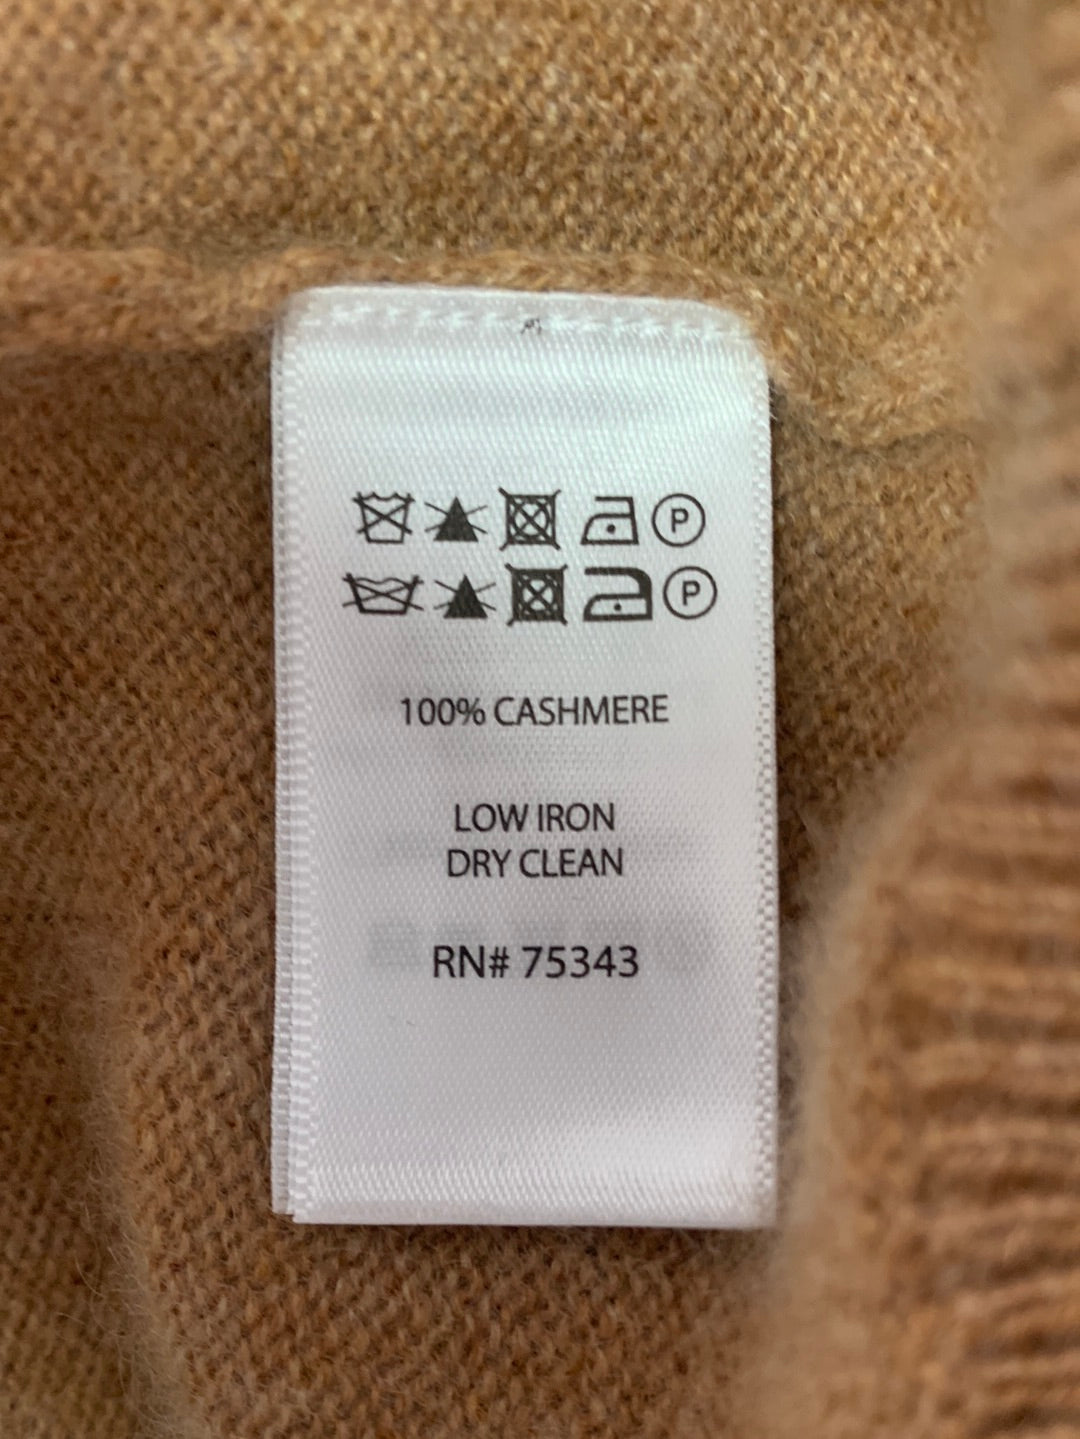 P
P
100% CASHMERE
LOW IRON
DRY CLEAN
RN# 75343